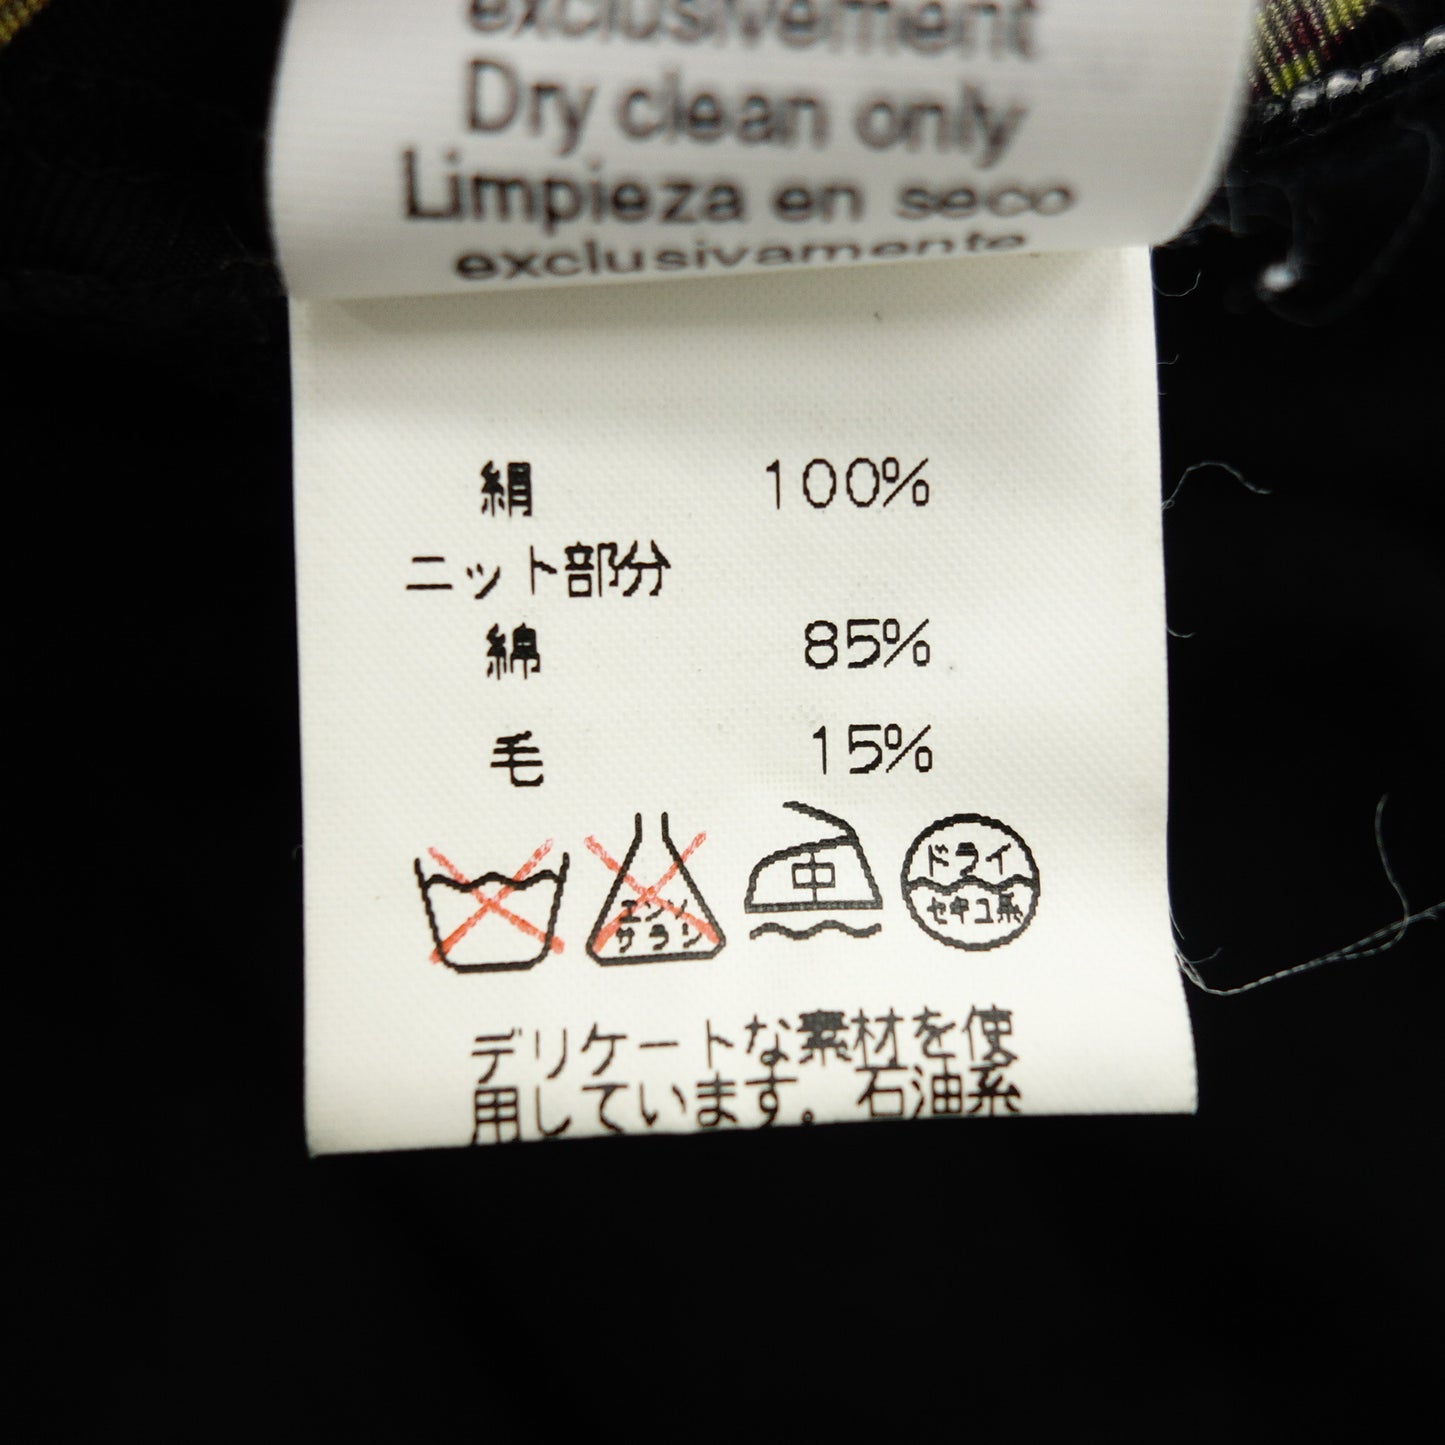 exclusivement
Dry clean only
Limpieza en seco
exclusivamente
絹 100%
ニット部分
綿 85%
毛 15%
エンソ
サラシ
中
ドライ
セキユ系
デリケートな素材を使
用しています。石油系